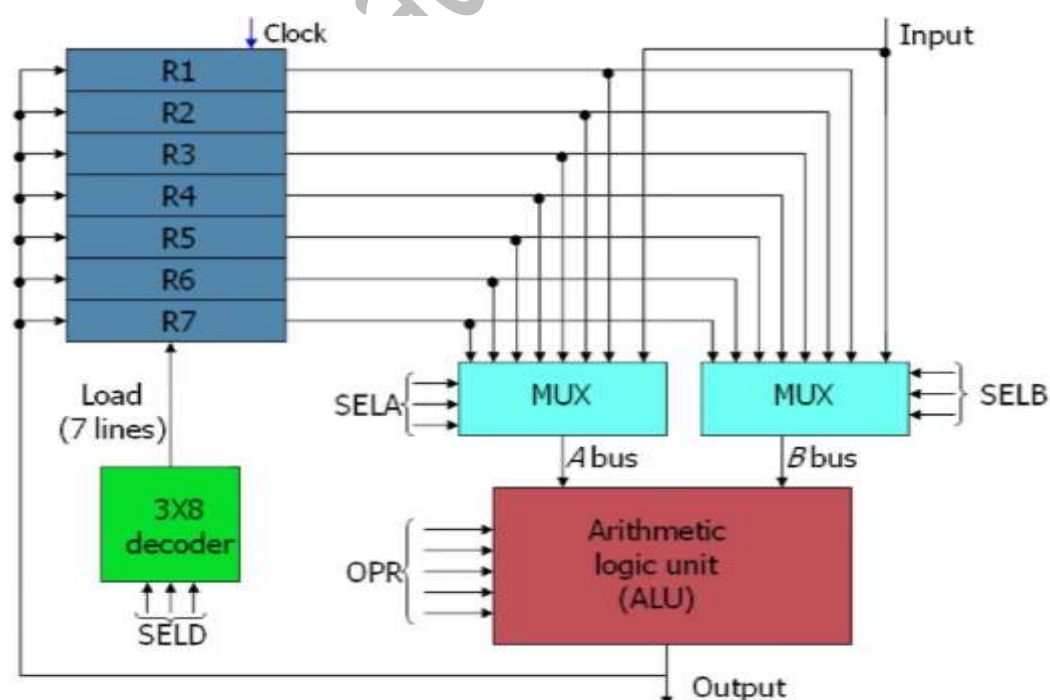 Clock
Input
R1
R2
R3
R4
R5
R6
R7
Load
(7 lines)
SELA
MUX
MUX
SELB
A bus
B bus
3X8
decoder
SELD
OPR
Arithmetic
logic unit
(ALU)
Output